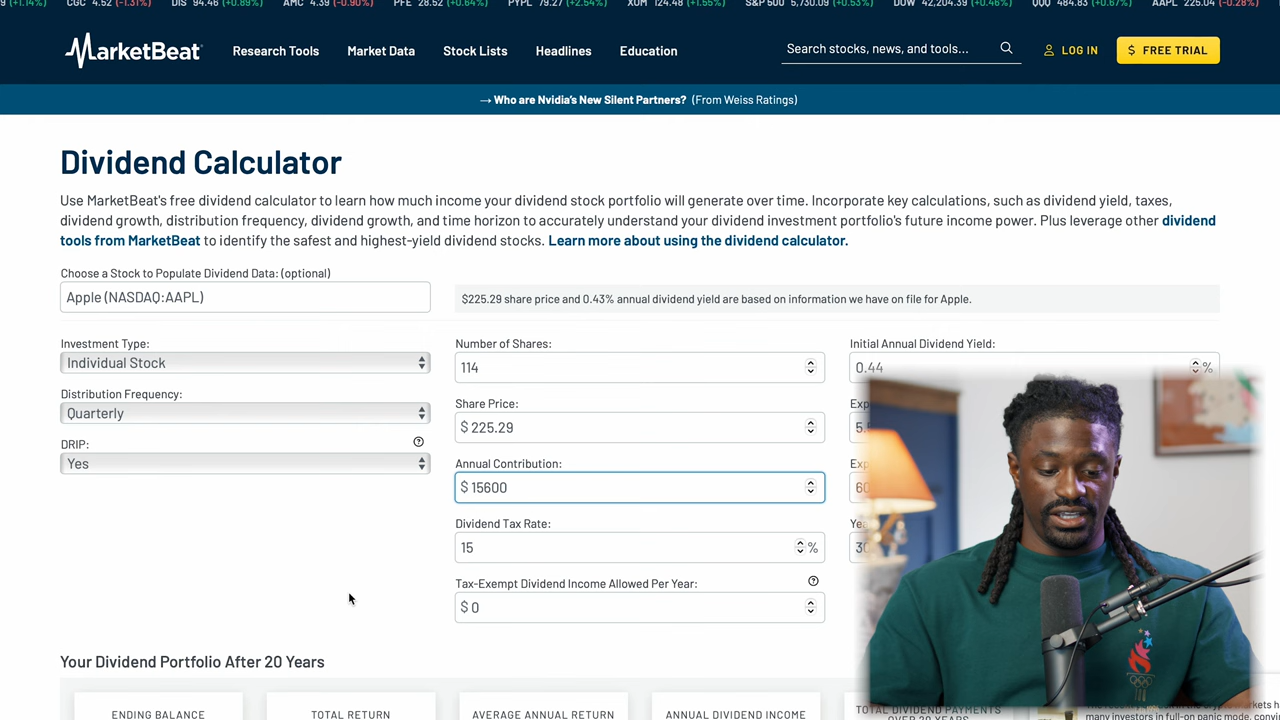 (+1.14%) CGC 4.52 (-1.31%) DIS 94.46 (+0.89%) AMC 4.39 (-0.90%) PFE 28.52 (+0.64%) PYPL 79.27 (+2.54%) XOM 124.48 (+1.55%) S&P 500 5,730.09 (+0.53%) DOW 42,204.39 (+0.46%) QQQ 484.83 (+0.67%) AAPL 225.04 (-0.28%)
MarketBeat Research Tools Market Data Stock Lists Headlines Education Search stocks, news, and tools... LOG IN $ FREE TRIAL
→ Who are Nvidia's New Silent Partners? (From Weiss Ratings)
Dividend Calculator
Use MarketBeat's free dividend calculator to learn how much income your dividend stock portfolio will generate over time. Incorporate key calculations, such as dividend yield, taxes,
dividend growth, distribution frequency, dividend growth, and time horizon to accurately understand your dividend investment portfolio's future income power. Plus leverage other dividend
tools from MarketBeat to identify the safest and highest-yield dividend stocks. Learn more about using the dividend calculator.
Choose a Stock to Populate Dividend Data: (optional)
Apple (NASDAQ:AAPL) $225.29 share price and 0.43% annual dividend yield are based on information we have on file for Apple.
Investment Type: Number of Shares: Initial Annual Dividend Yield:
Individual Stock 114 0.44 %
Distribution Frequency: Share Price:
Quarterly $ 225.29
DRIP: Annual Contribution:
Yes $ 15600
Dividend Tax Rate:
15 %
Tax-Exempt Dividend Income Allowed Per Year:
$ 0
Your Dividend Portfolio After 20 Years
ENDING BALANCE TOTAL RETURN AVERAGE ANNUAL RETURN ANNUAL DIVIDEND INCOME TOTAL DIVIDEND PAYMENTS
many investors in full-on panic mode,